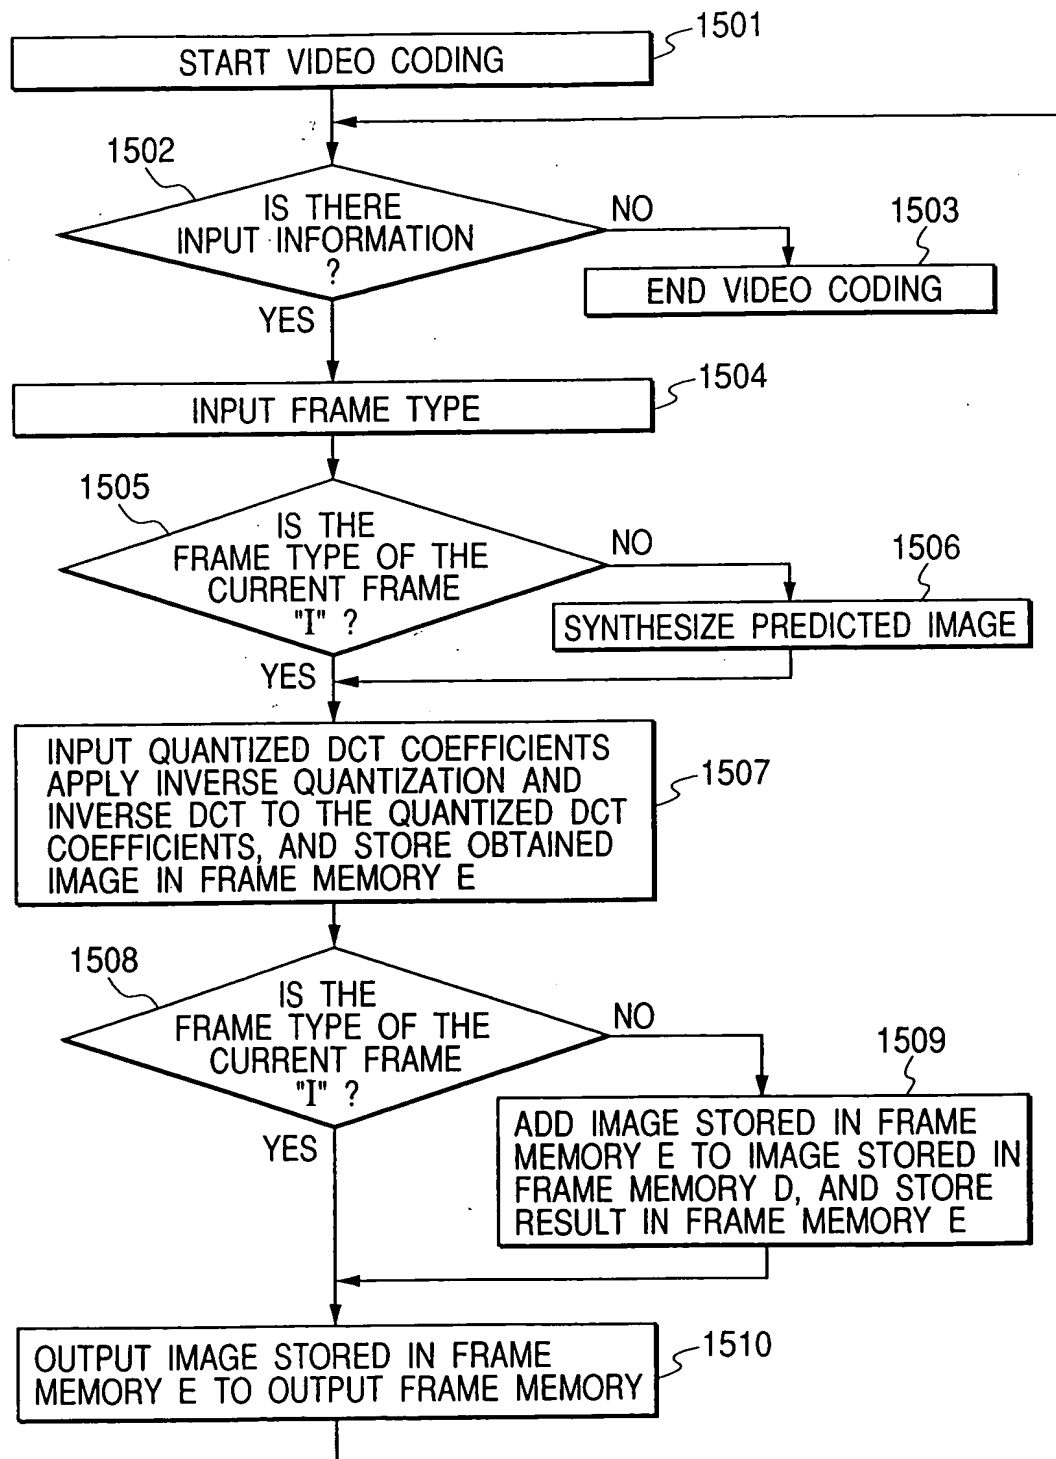 1501
START VIDEO CODING
1502
IS THERE
INPUT INFORMATION
?
NO
1503
END VIDEO CODING
YES
1504
INPUT FRAME TYPE
1505
IS THE
FRAME TYPE OF THE
CURRENT FRAME
"I" ?
NO
1506
SYNTHESIZE PREDICTED IMAGE
YES
INPUT QUANTIZED DCT COEFFICIENTS
APPLY INVERSE QUANTIZATION AND
INVERSE DCT TO THE QUANTIZED DCT
COEFFICIENTS, AND STORE OBTAINED
IMAGE IN FRAME MEMORY E
1507
1508
IS THE
FRAME TYPE OF THE
CURRENT FRAME
"I" ?
NO
1509
ADD IMAGE STORED IN FRAME
MEMORY E TO IMAGE STORED IN
FRAME MEMORY D, AND STORE
RESULT IN FRAME MEMORY E
YES
1510
OUTPUT IMAGE STORED IN FRAME
MEMORY E TO OUTPUT FRAME MEMORY